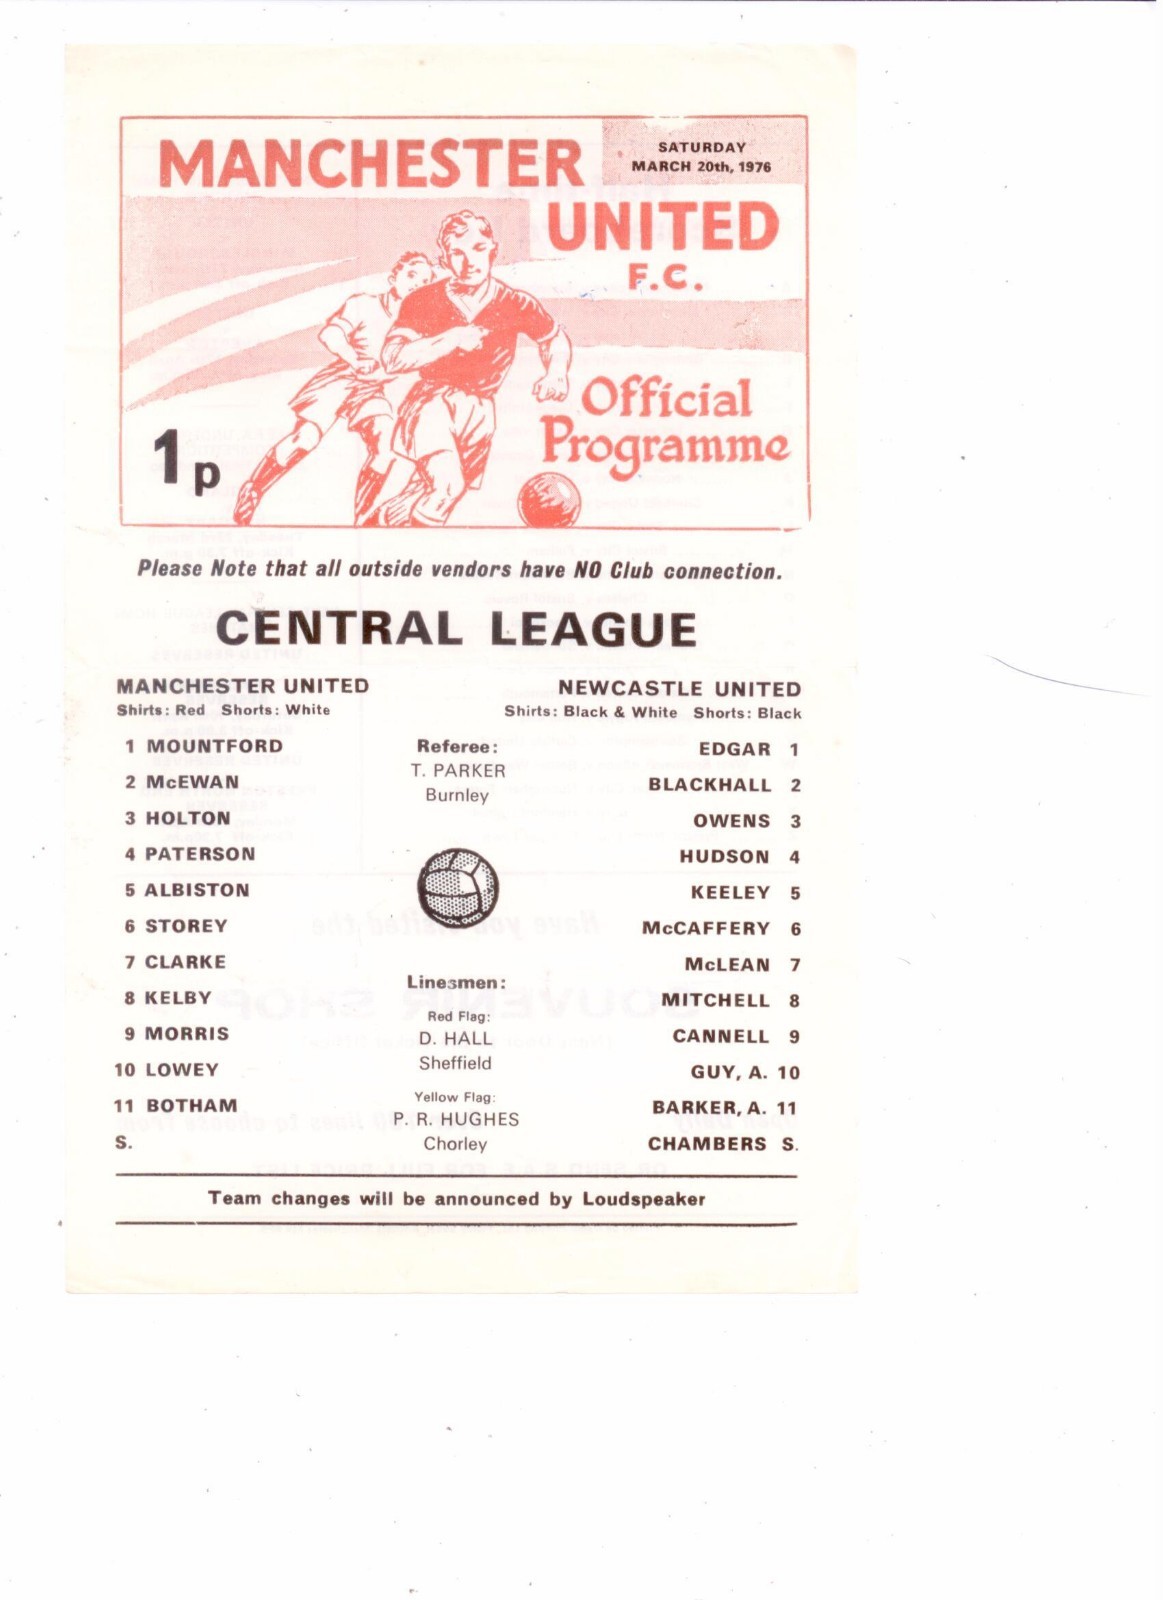 MANCHESTER
SATURDAY
MARCH 20th, 1976
UNITED
F.C.
Official
Programme
1p
Please Note that all outside vendors have NO Club connection.
CENTRAL LEAGUE
MANCHESTER UNITED
Shirts: Red Shorts: White
1 MOUNTFORD
2 McEWAN
3 HOLTON
4 PATERSON
5 ALBISTON
6 STOREY
7 CLARKE
8 KELBY
9 MORRIS
10 LOWEY
11 BOTHAM
S.
Referee:
T. PARKER
Burnley
Linesmen:
Red Flag:
D. HALL
Sheffield
Yellow Flag:
P. R. HUGHES
Chorley
NEWCASTLE UNITED
Shirts: Black & White Shorts: Black
EDGAR 1
BLACKHALL 2
OWENS 3
HUDSON 4
KEELEY 5
McCAFFERY 6
McLEAN 7
MITCHELL 8
CANNELL 9
GUY, A. 10
BARKER, A. 11
CHAMBERS S.
Team changes will be announced by Loudspeaker